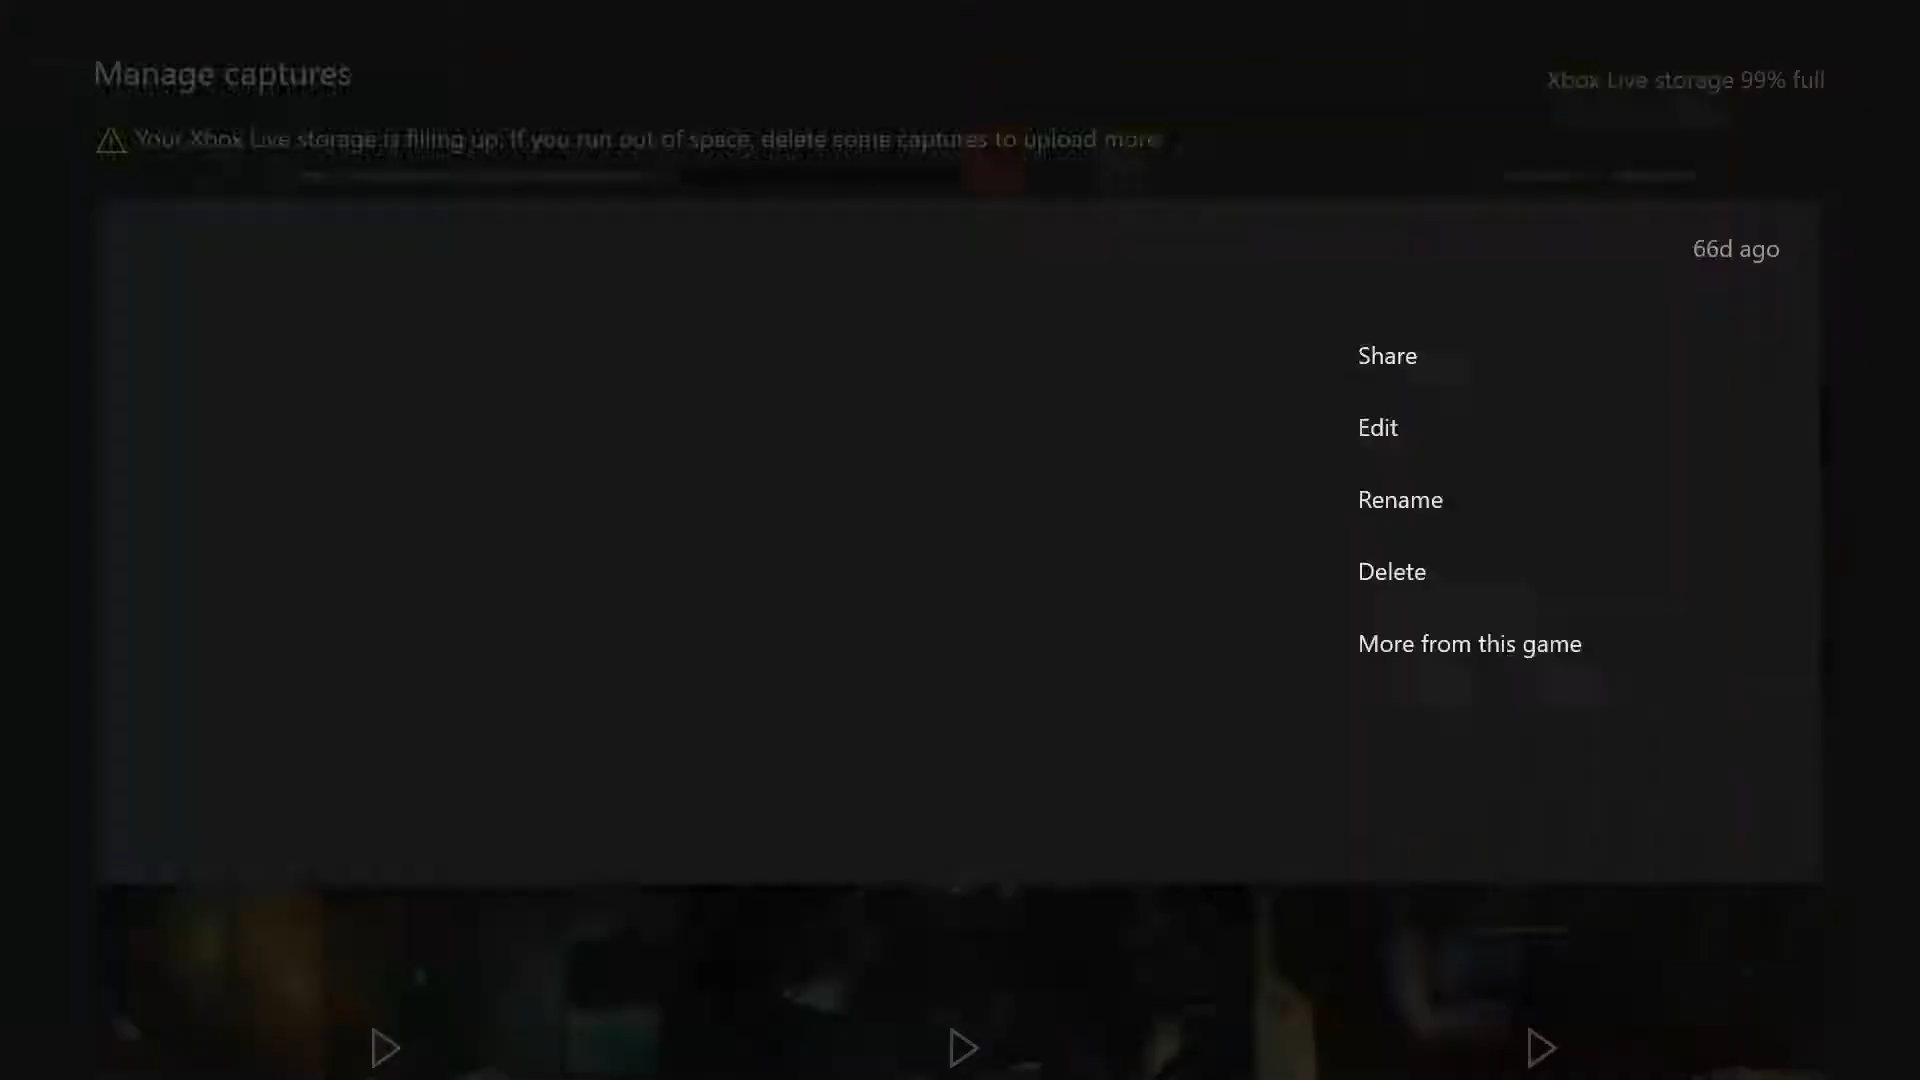 Manage captures
Xbox Live storage 99% full
Your Xbox Live storage is filling up. If you run out of space, delete some captures to upload more.
66d ago
Share
Edit
Rename
Delete
More from this game